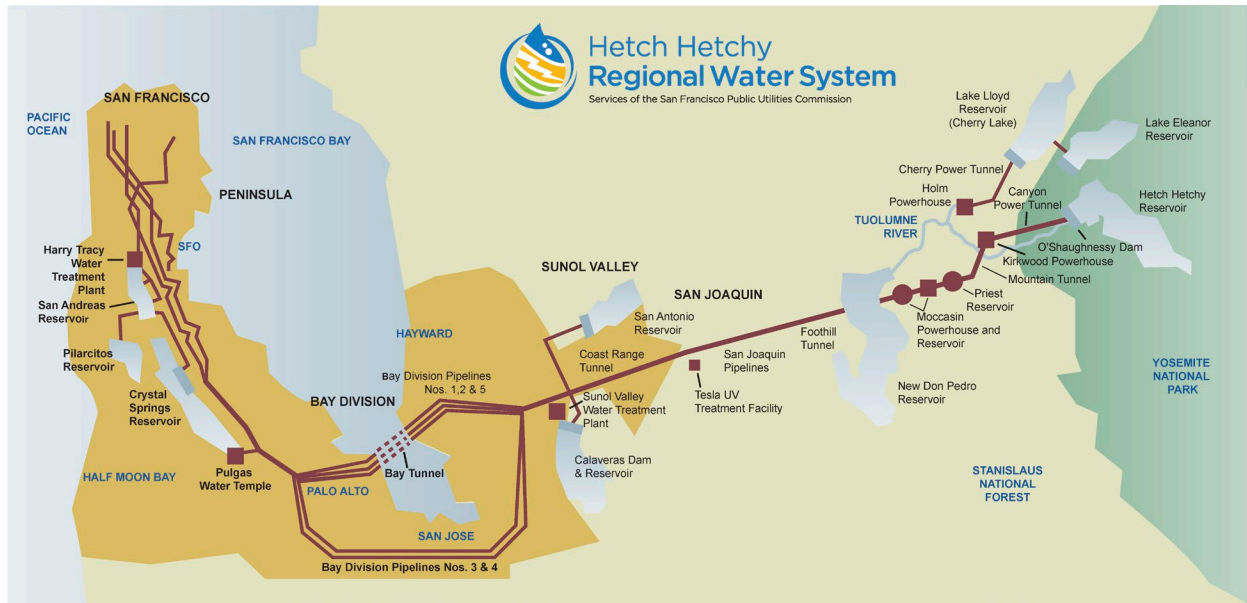 Hetch Hetchy
Regional Water System
Services of the San Francisco Public Utilities Commission
SAN FRANCISCO
PACIFIC
OCEAN
SAN FRANCISCO BAY
PENINSULA
SFO
Harry Tracy
Water
Treatment
Plant
San Andreas
Reservoir
Pilarcitos
Reservoir
Crystal
Springs
Reservoir
HALF MOON BAY
Pulgas
Water Temple
PALO ALTO
BAY DIVISION
HAYWARD
Bay Division Pipelines
Nos. 1,2 & 5
Bay Tunnel
SAN JOSE
Bay Division Pipelines Nos. 3 & 4
SUNOL VALLEY
San Antonio
Reservoir
Coast Range
Tunnel
Sunol Valley
Water Treatment
Plant
Calaveras Dam
& Reservoir
SAN JOAQUIN
San Joaquin
Pipelines
Tesla UV
Treatment Facility
Foothill
Tunnel
New Don Pedro
Reservoir
Moccasin
Powerhouse and
Reservoir
Priest
Reservoir
Mountain Tunnel
Kirkwood Powerhouse
O'Shaughnessy Dam
TUOLUMNE
RIVER
Holm
Powerhouse
Cherry Power Tunnel
Canyon
Power Tunnel
Lake Lloyd
Reservoir
(Cherry Lake)
Lake Eleanor
Reservoir
Hetch Hetchy
Reservoir
YOSEMITE
NATIONAL
PARK
STANISLAUS
NATIONAL
FOREST